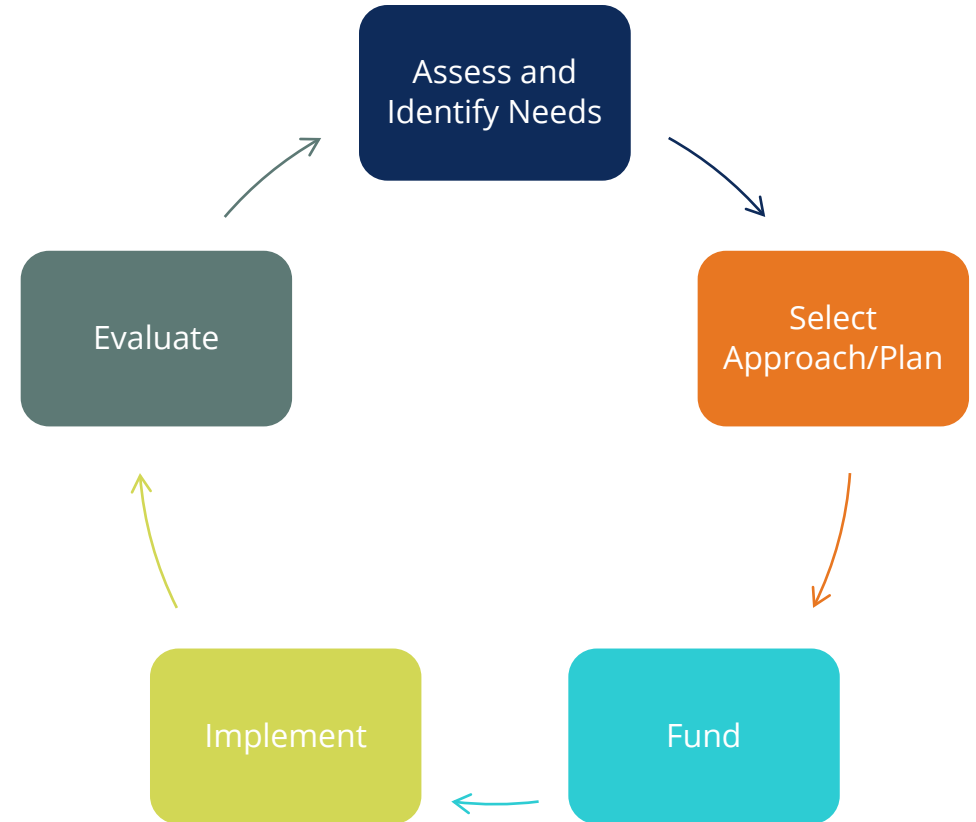 Assess and
Identify Needs
Select
Approach/Plan
Fund
Implement
Evaluate